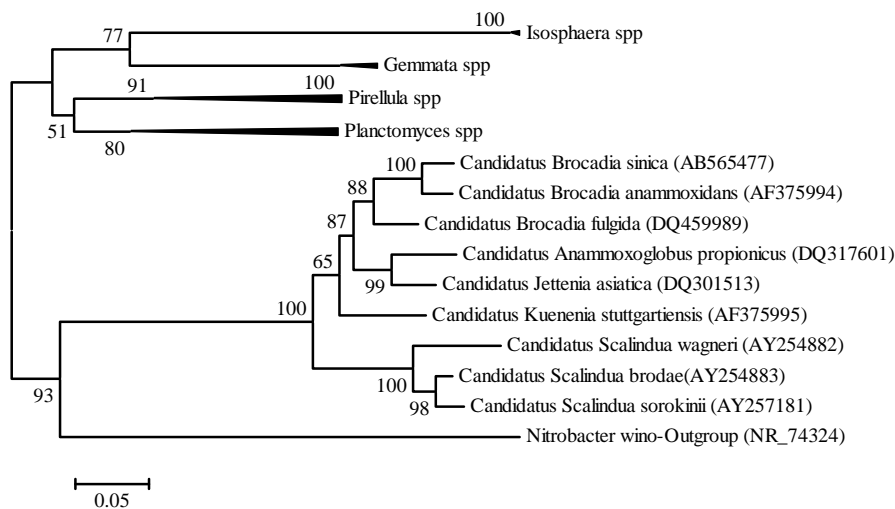 100
Isosphaera spp
77
Gemmata spp
91
100
Pirellula spp
51
80
Planctomyces spp
100
Candidatus Brocadia sinica (AB565477)
88
Candidatus Brocadia anammoxidans (AF375994)
87
Candidatus Brocadia fulgida (DQ459989)
65
Candidatus Anammoxoglobus propionicus (DQ317601)
99
Candidatus Jettenia asiatica (DQ301513)
100
Candidatus Kuenenia stuttgartiensis (AF375995)
Candidatus Scalindua wagneri (AY254882)
100
Candidatus Scalindua brodae(AY254883)
93
98
Candidatus Scalindua sorokinii (AY257181)
Nitrobacter wino-Outgroup (NR_74324)
0.05